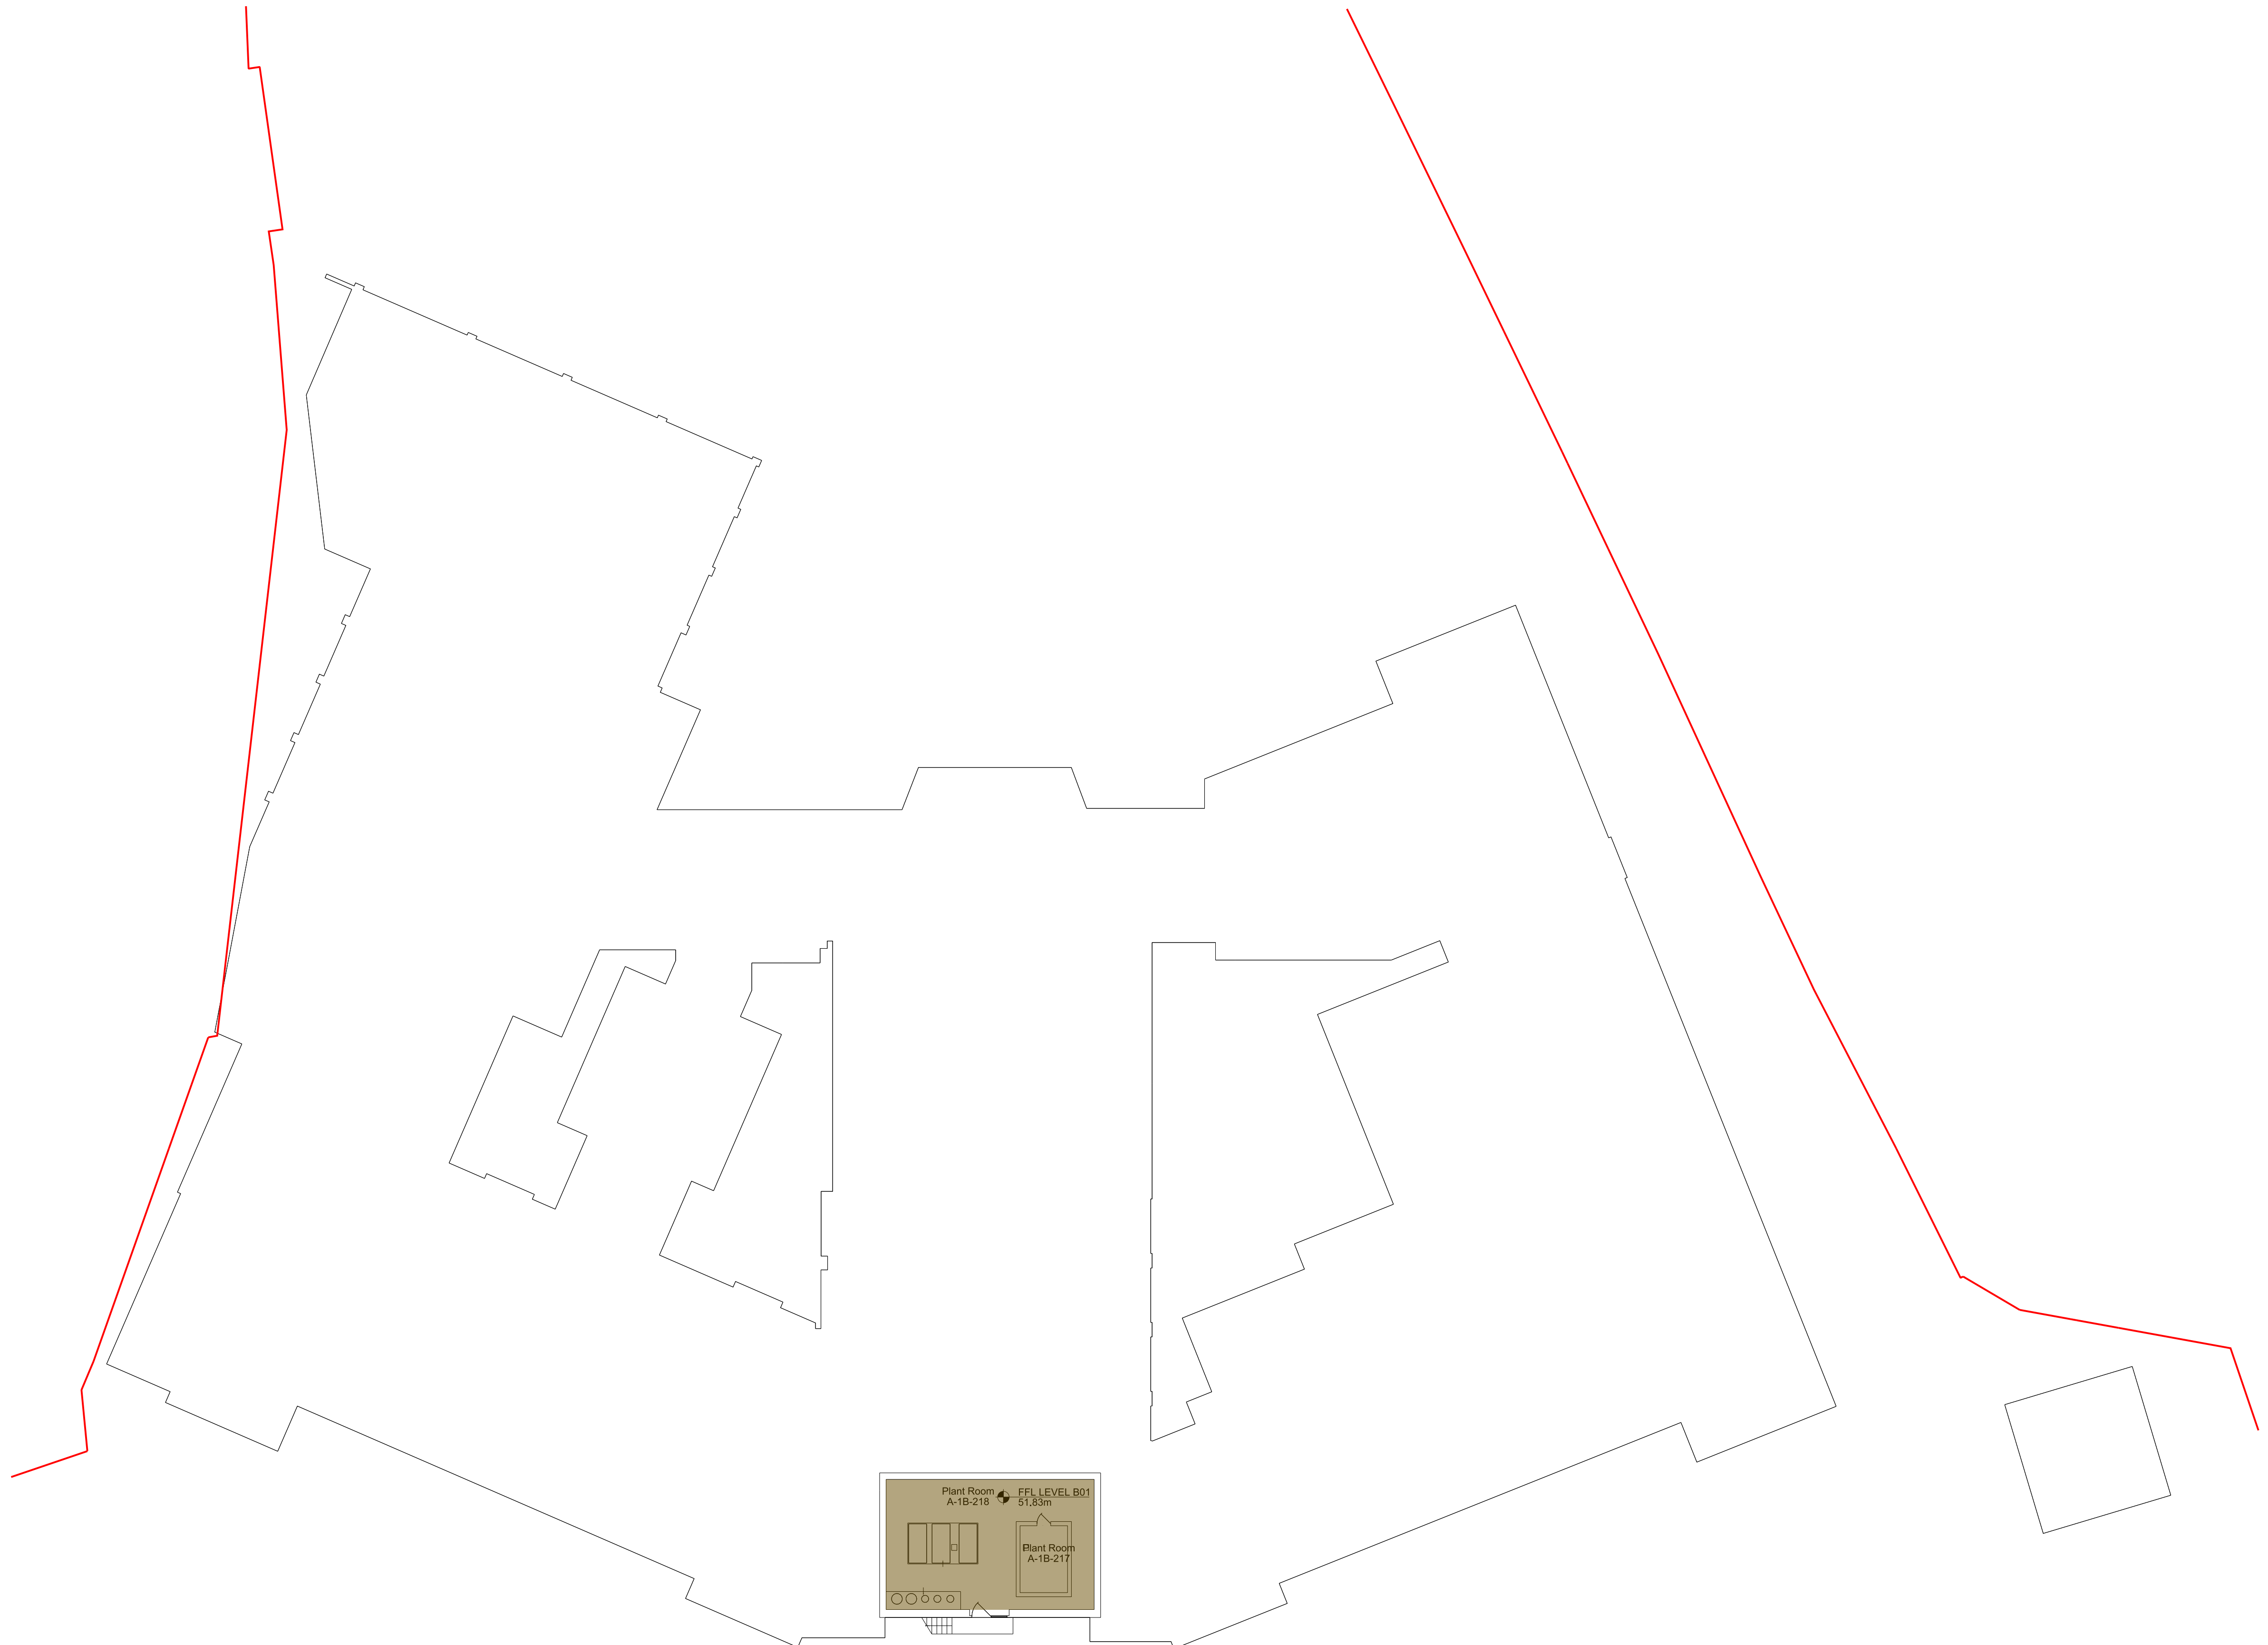 Plant Room
A-1B-218
FFL LEVEL B01
51.83m
Plant Room
A-1B-217